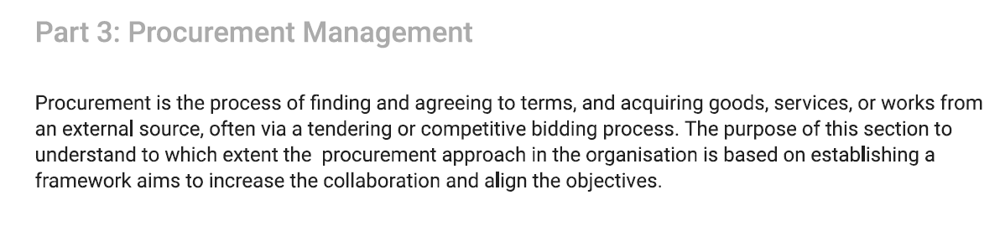 Part 3: Procurement Management
Procurement is the process of finding and agreeing to terms, and acquiring goods, services, or works from
an external source, often via a tendering or competitive bidding process. The purpose of this section to
understand to which extent the  procurement approach in the organisation is based on establishing a
framework aims to increase the collaboration and align the objectives.